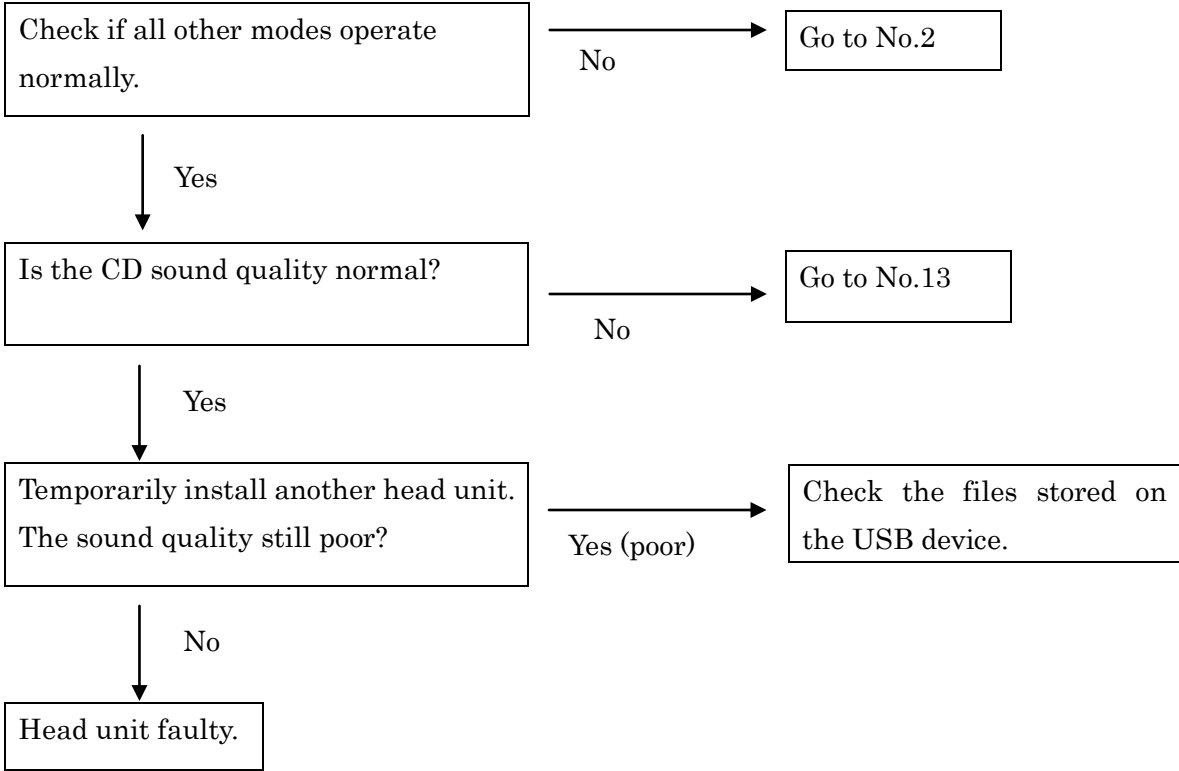 Check if all other modes operate
normally.
No
Go to No.2
Yes
Is the CD sound quality normal?
No
Go to No.13
Yes
Temporarily install another head unit.
The sound quality still poor?
Yes (poor)
Check the files stored on
the USB device.
No
Head unit faulty.